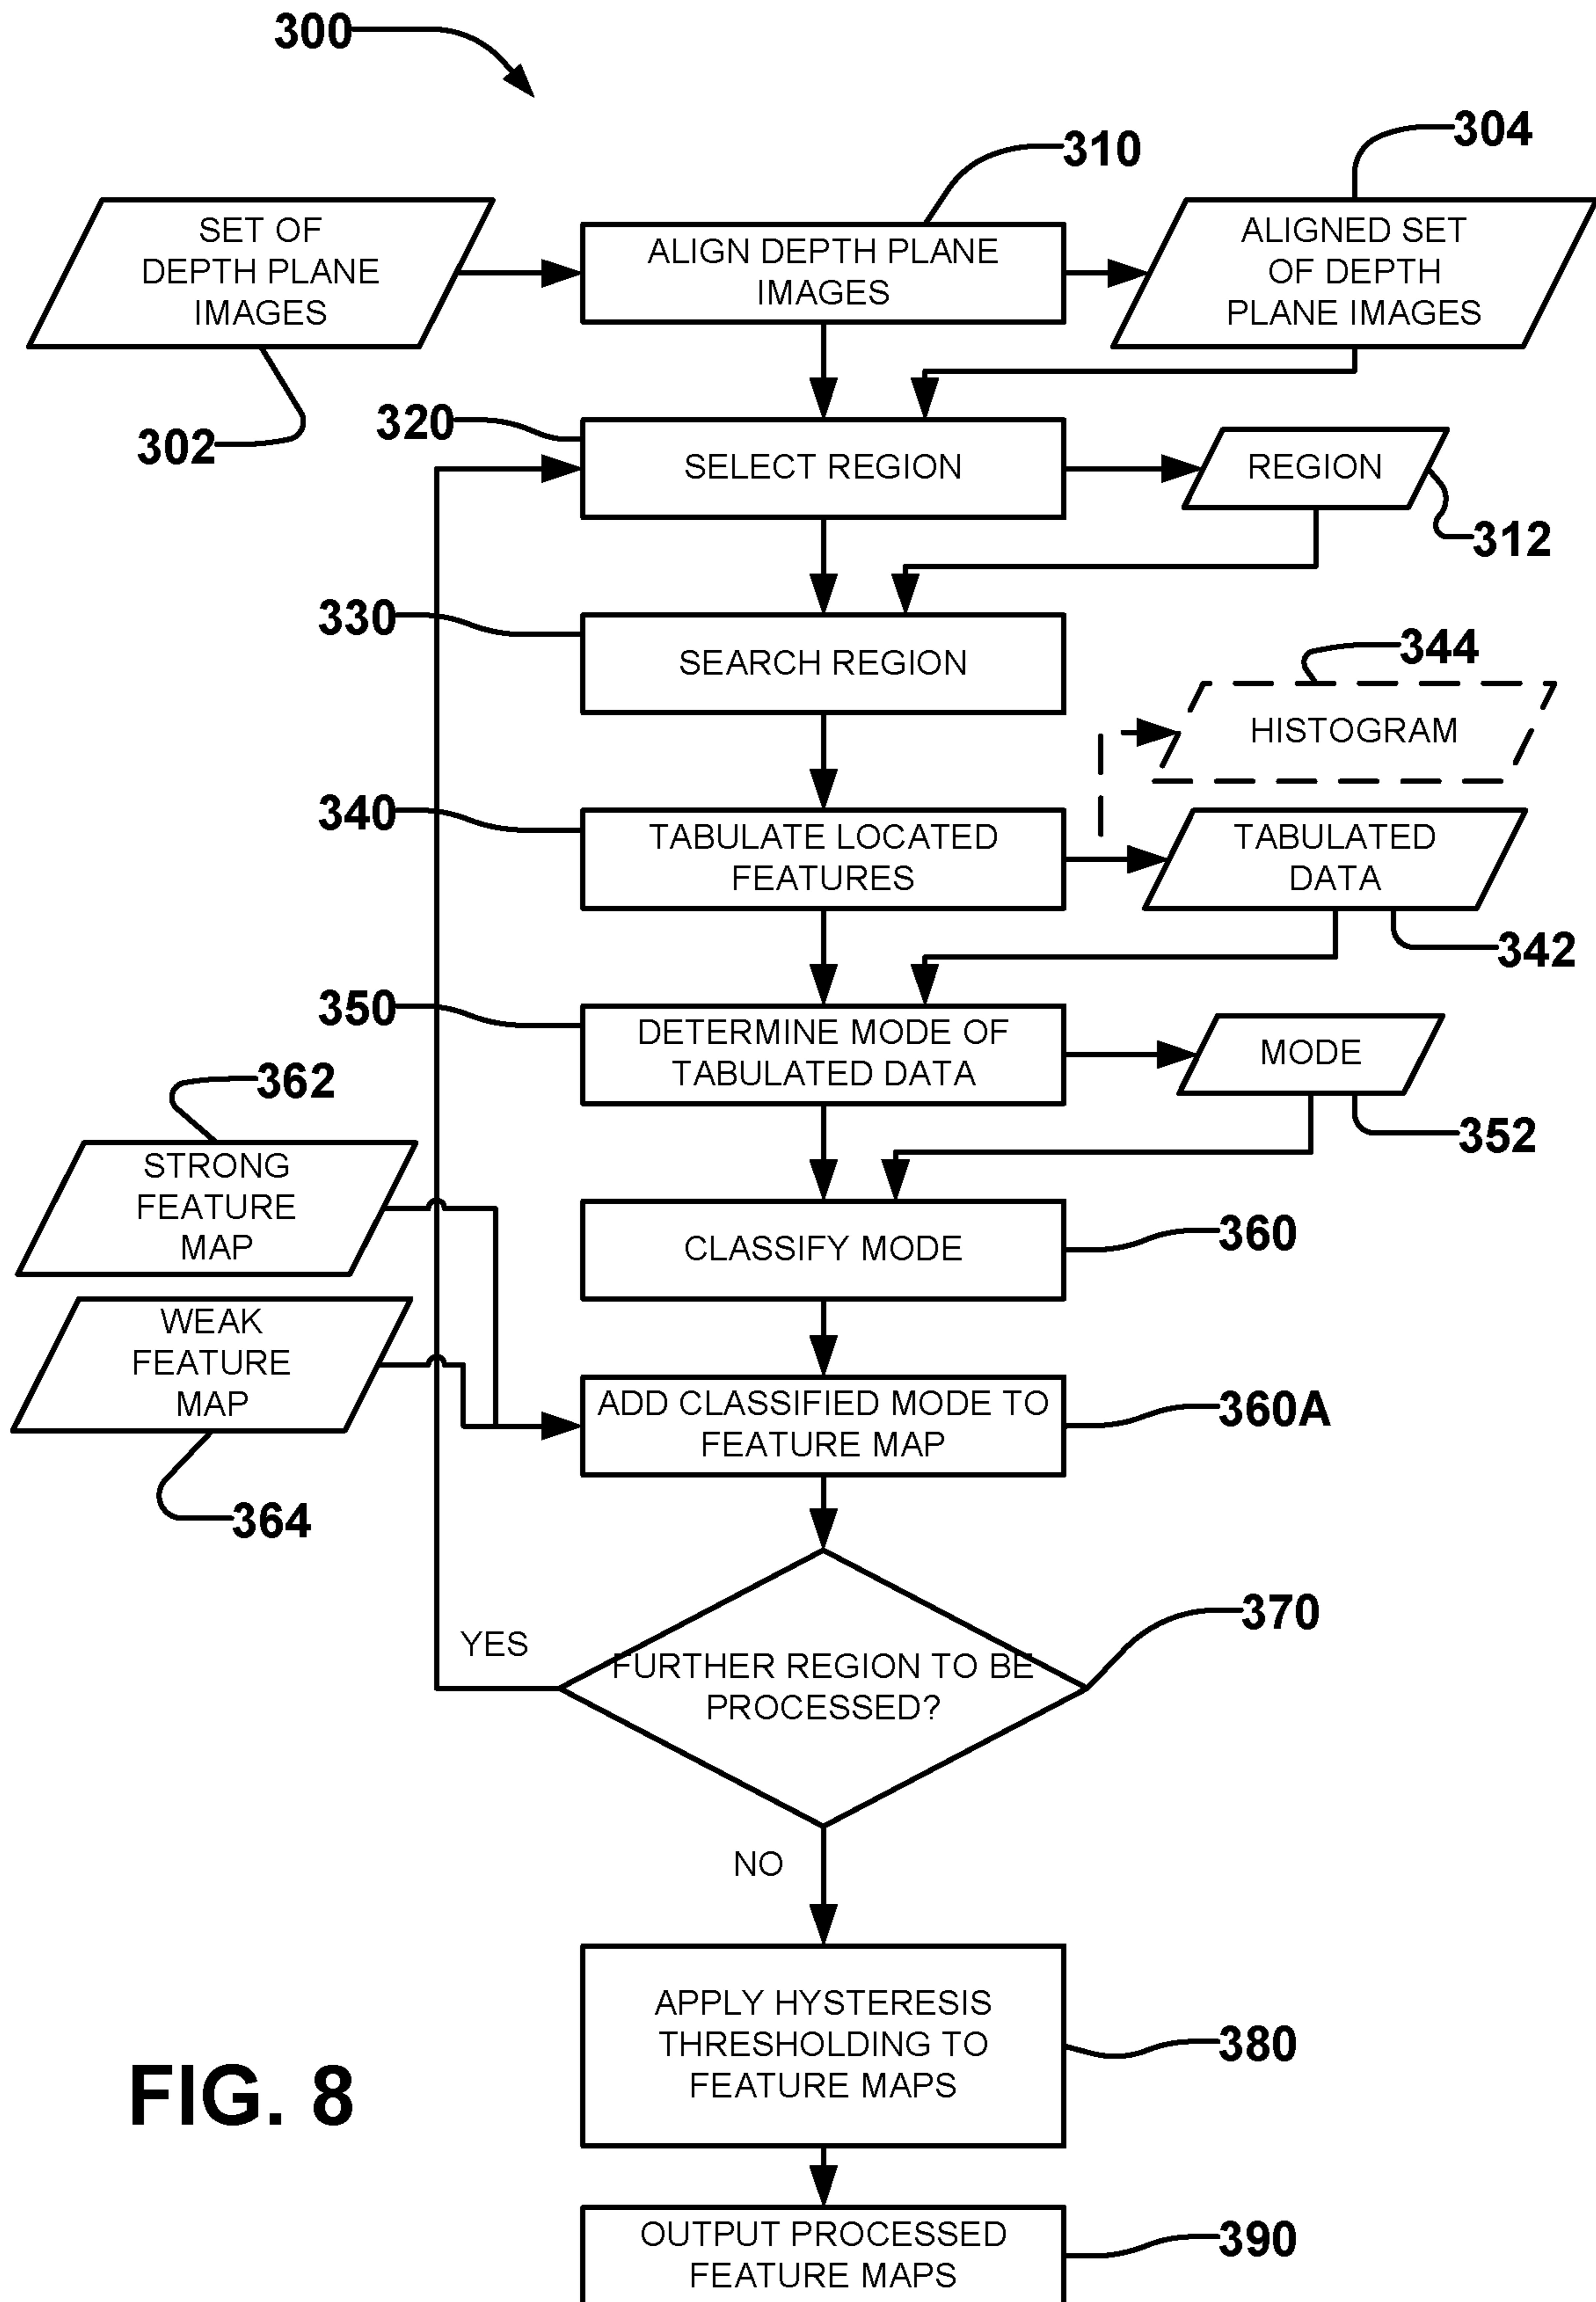 300
310
304
SET OF
DEPTH PLANE
IMAGES
ALIGN DEPTH PLANE
IMAGES
ALIGNED SET
OF DEPTH
PLANE IMAGES
302
320
SELECT REGION
REGION
312
330
SEARCH REGION
344
HISTOGRAM
340
TABULATE LOCATED
FEATURES
TABULATED
DATA
342
350
DETERMINE MODE OF
TABULATED DATA
MODE
352
362
STRONG
FEATURE
MAP
CLASSIFY MODE
360
WEAK
FEATURE
MAP
364
ADD CLASSIFIED MODE TO
FEATURE MAP
360A
370
YES
FURTHER REGION TO BE
PROCESSED?
NO
APPLY HYSTERESIS
THRESHOLDING TO
FEATURE MAPS
380
FIG. 8
OUTPUT PROCESSED
FEATURE MAPS
390